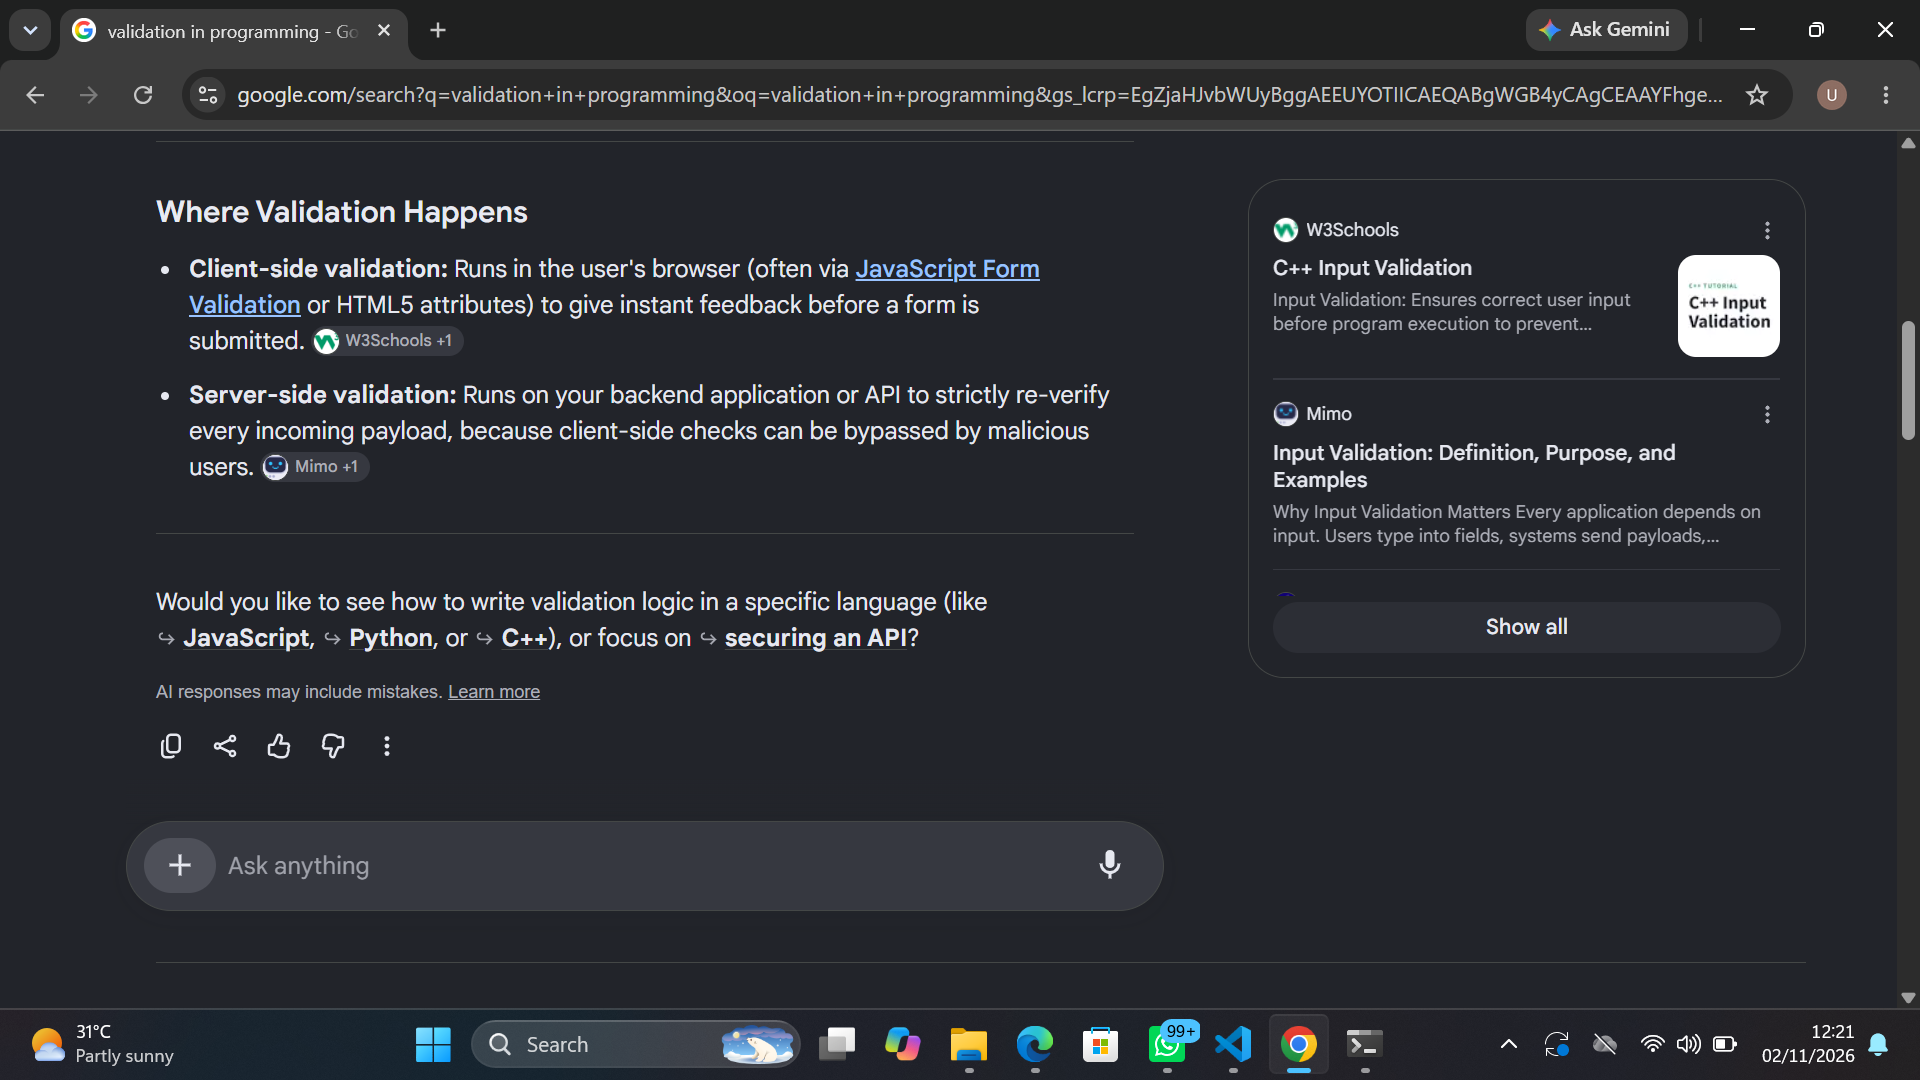 validation in programming - Go
Ask Gemini
google.com/search?q=validation+in+programming&oq=validation+in+programming&gs_lcrp=EgZjaHJvbWUyBggAEEUYOTIICAEQABgWGB4yCAgCEAAYFhge...
U
Where Validation Happens
Client-side validation: Runs in the user's browser (often via JavaScript Form
Validation or HTML5 attributes) to give instant feedback before a form is
submitted. W3Schools +1
Server-side validation: Runs on your backend application or API to strictly re-verify
every incoming payload, because client-side checks can be bypassed by malicious
users. Mimo +1
Would you like to see how to write validation logic in a specific language (like
↪ JavaScript, ↪ Python, or ↪ C++), or focus on ↪ securing an API?
AI responses may include mistakes. Learn more
Ask anything
W3Schools
C++ Input Validation
Input Validation: Ensures correct user input
before program execution to prevent...
C++ TUTORIAL
C++ Input
Validation
Mimo
Input Validation: Definition, Purpose, and
Examples
Why Input Validation Matters Every application depends on
input. Users type into fields, systems send payloads,...
Show all
31°C
Partly sunny
Search
99+
12:21
02/11/2026